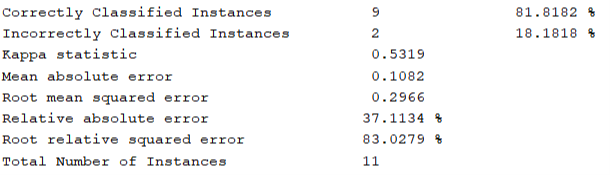 Correctly Classified Instances 9 81.8182 %
Incorrectly Classified Instances 2 18.1818 %
Kappa statistic 0.5319
Mean absolute error 0.1082
Root mean squared error 0.2966
Relative absolute error 37.1134 %
Root relative squared error 83.0279 %
Total Number of Instances 11